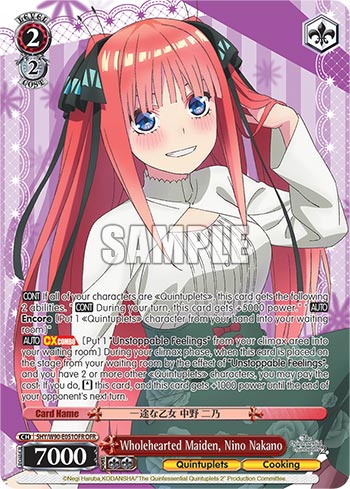 LEVEL
2
2
COST
SAMPLE
CONT If all of your characters are «Quintuplets», this card gets the following
2 abilities. "CONT During your turn, this card gets +5000 power." "AUTO
Encore [Put 1 «Quintuplets» character from your hand into your waiting
room]"
AUTO CXCOMBO [Put 1 "Unstoppable Feelings" from your climax area
into your waiting room] During your climax phase, when this card is placed on
the stage from your waiting room by the effect of "Unstoppable Feelings",
and you have 2 or more other «Quintuplets» characters, you may pay the
cost. If you do, rest this card, and this card gets +1000 power until the end of
your opponent's next turn.
Card Name
一途な乙女 中野 二乃
CH
5HY/W90-E051OFR OFR
Wholehearted Maiden, Nino Nakano
POWER
7000
Quintuplets
Cooking
©Negi Haruba,KODANSHA/"The Quintessential Quintuplets 2" Production Committee.